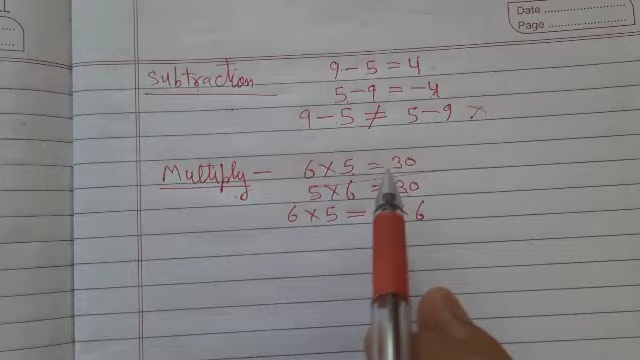 Date
Page
Subtraction 9 - 5 = 4
5 - 9 = -4
9 - 5 ≠ 5 - 9 ×
Multiply - 6 × 5 = 30
5 × 6 = 30
6 × 5 = × 6